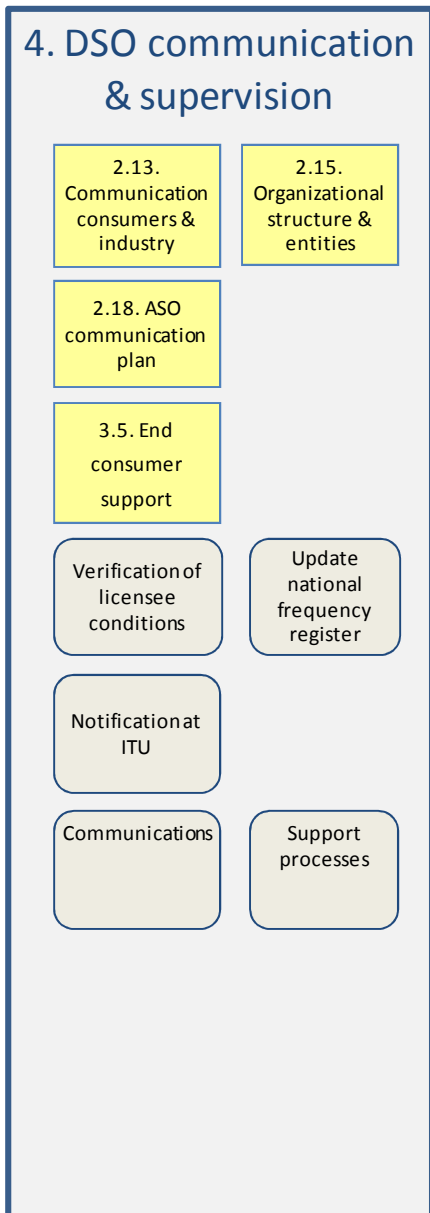 4. DSO communication
& supervision
2.13.
Communication
consumers &
industry
2.15.
Organizational
structure &
entities
2.18. ASO
communication
plan
3.5. End
consumer
support
Verification of
licensee
conditions
Update
national
frequency
register
Notification at
ITU
Communications
Support
processes